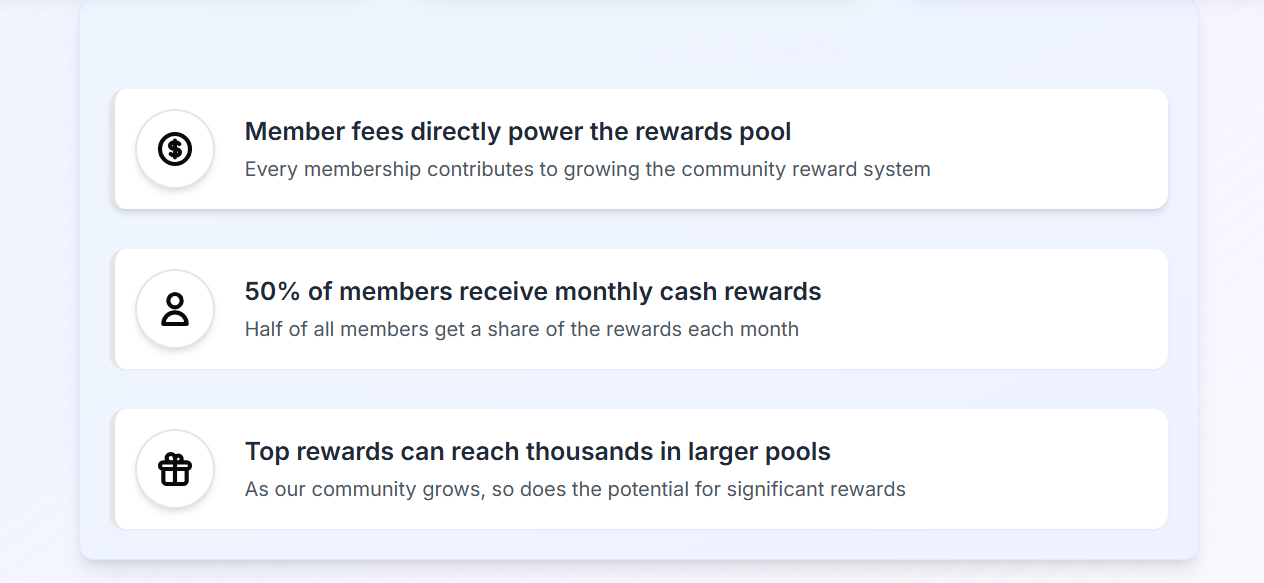 Member fees directly power the rewards pool
Every membership contributes to growing the community reward system
50% of members receive monthly cash rewards
Half of all members get a share of the rewards each month
Top rewards can reach thousands in larger pools
As our community grows, so does the potential for significant rewards